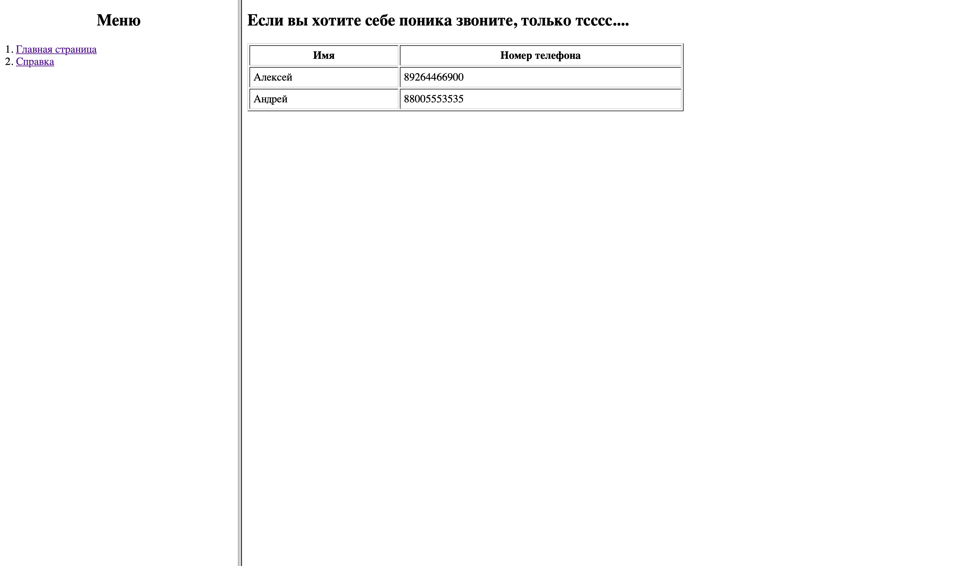 Меню
1. Главная страница
2. Справка
Если вы хотите себе поника звоните, только тсссс....
Имя Номер телефона
Алексей 89264466900
Андрей 88005553535